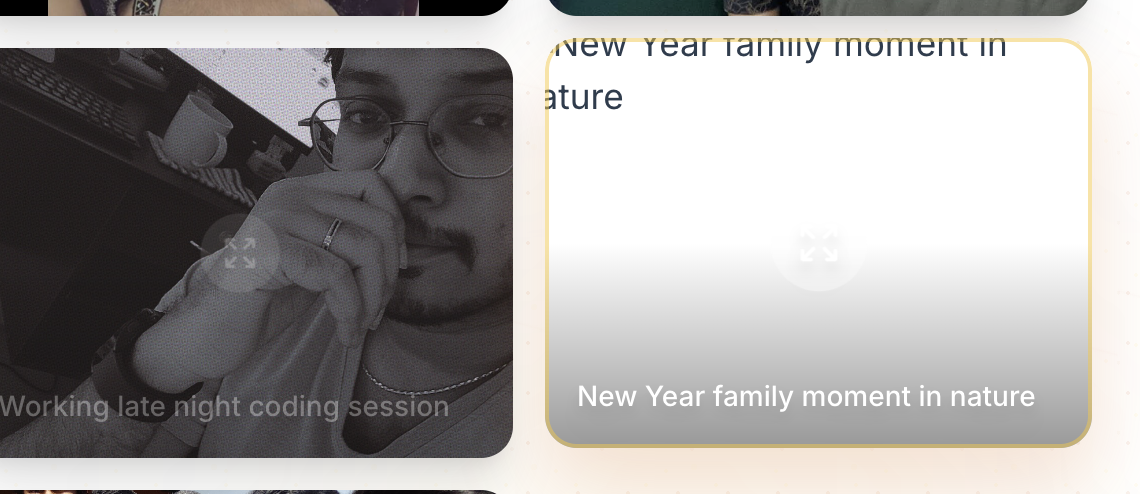 New Year family moment in
ature
Working late night coding session
New Year family moment in nature